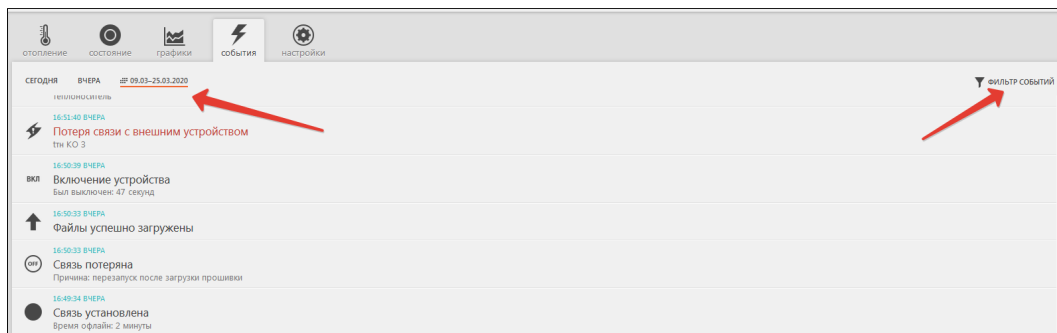 отопление состояние графики события настройки
СЕГОДНЯ ВЧЕРА 09.03–25.03.2020 ФИЛЬТР СОБЫТИЙ
теплоноситель
16:51:40 ВЧЕРА
Потеря связи с внешним устройством
ттн КО 3
16:50:39 ВЧЕРА
ВКЛ Включение устройства
Был выключен: 47 секунд
16:50:33 ВЧЕРА
Файлы успешно загружены
16:50:33 ВЧЕРА
OFF Связь потеряна
Причина: перезапуск после загрузки прошивки
16:49:34 ВЧЕРА
Связь установлена
Время офлайн: 2 минуты